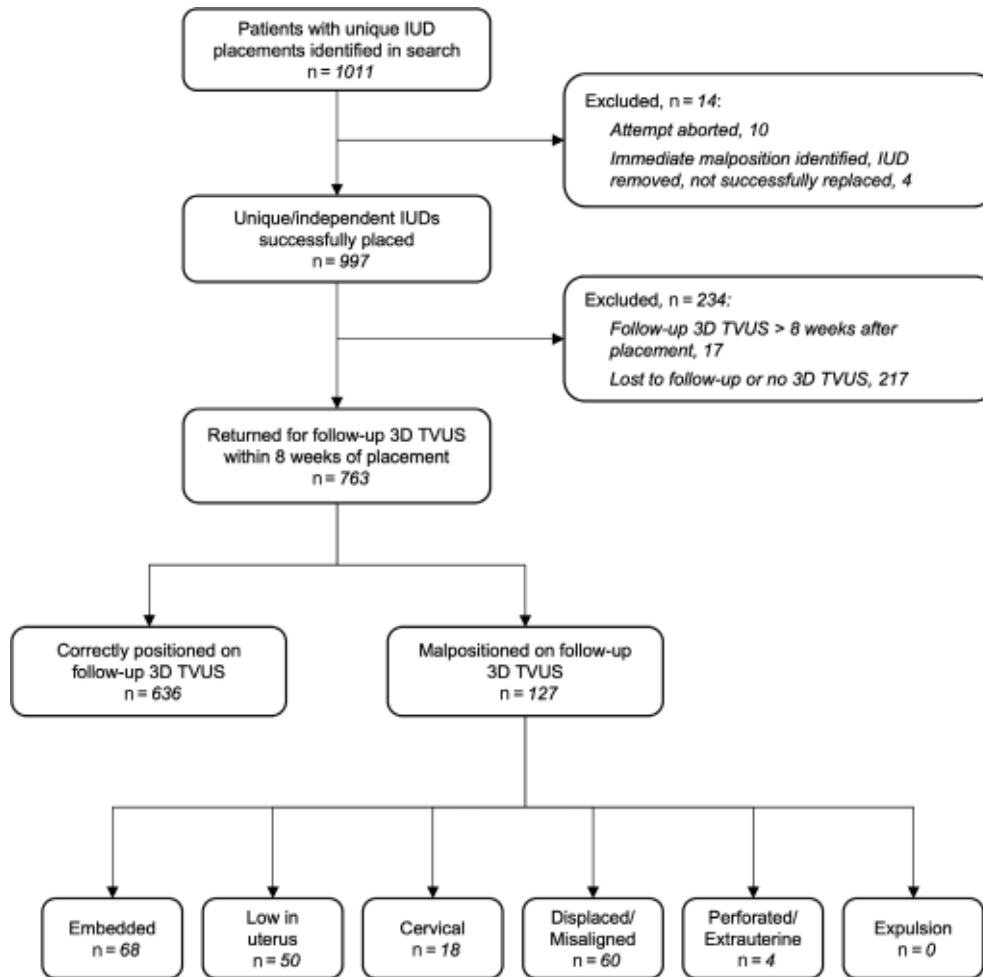 Patients with unique IUD
placements identified in search
n = 1011
Excluded, n = 14:
Attempt aborted, 10
Immediate malposition identified, IUD
removed, not successfully replaced, 4
Unique/independent IUDs
successfully placed
n = 997
Excluded, n = 234:
Follow-up 3D TVUS > 8 weeks after
placement, 17
Lost to follow-up or no 3D TVUS, 217
Returned for follow-up 3D TVUS
within 8 weeks of placement
n = 763
Correctly positioned on
follow-up 3D TVUS
n = 636
Malpositioned on follow-up
3D TVUS
n = 127
Embedded
n = 68
Low in
uterus
n = 50
Cervical
n = 18
Displaced/
Misaligned
n = 60
Perforated/
Extrauterine
n = 4
Expulsion
n = 0